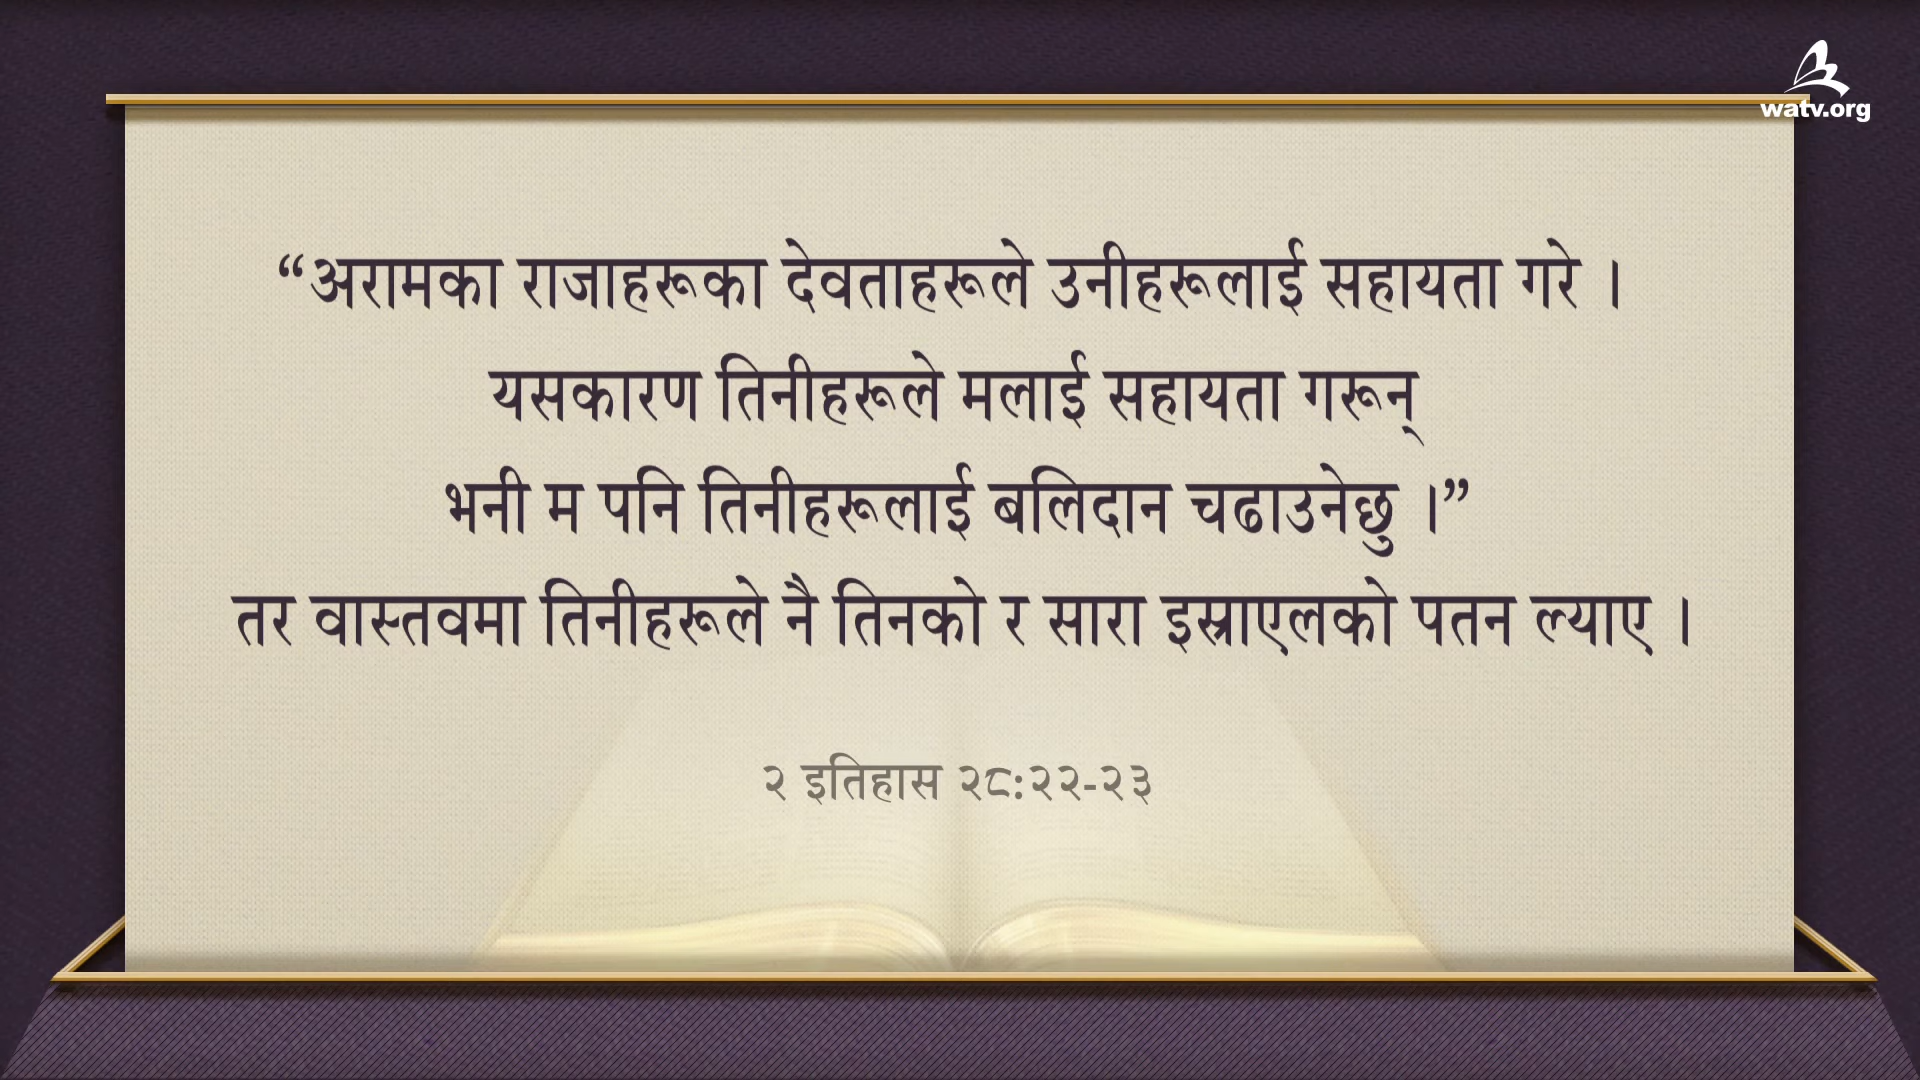 watv.org
“अरामका राजाहरूका देवताहरूले उनीहरूलाई सहायता गरे ।
यसकारण तिनीहरूले मलाई सहायता गरून्
भनी म पनि तिनीहरूलाई बलिदान चढाउनेछु ।”
तर वास्तवमा तिनीहरूले नै तिनको र सारा इस्राएलको पतन ल्याए ।
२ इतिहास २८:२२-२३